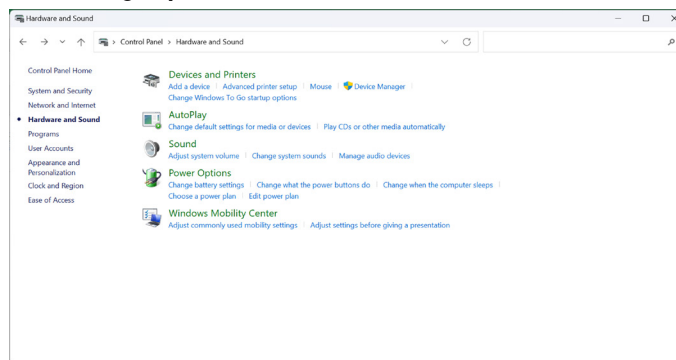 Hardware and Sound
Control Panel > Hardware and Sound
Control Panel Home
System and Security
Network and Internet
Hardware and Sound
Programs
User Accounts
Appearance and
Personalization
Clock and Region
Ease of Access
Devices and Printers
Add a device | Advanced printer setup | Mouse | Device Manager |
Change Windows To Go startup options
AutoPlay
Change default settings for media or devices | Play CDs or other media automatically
Sound
Adjust system volume | Change system sounds | Manage audio devices
Power Options
Change battery settings | Change what the power buttons do | Change when the computer sleeps |
Choose a power plan | Edit power plan
Windows Mobility Center
Adjust commonly used mobility settings | Adjust settings before giving a presentation